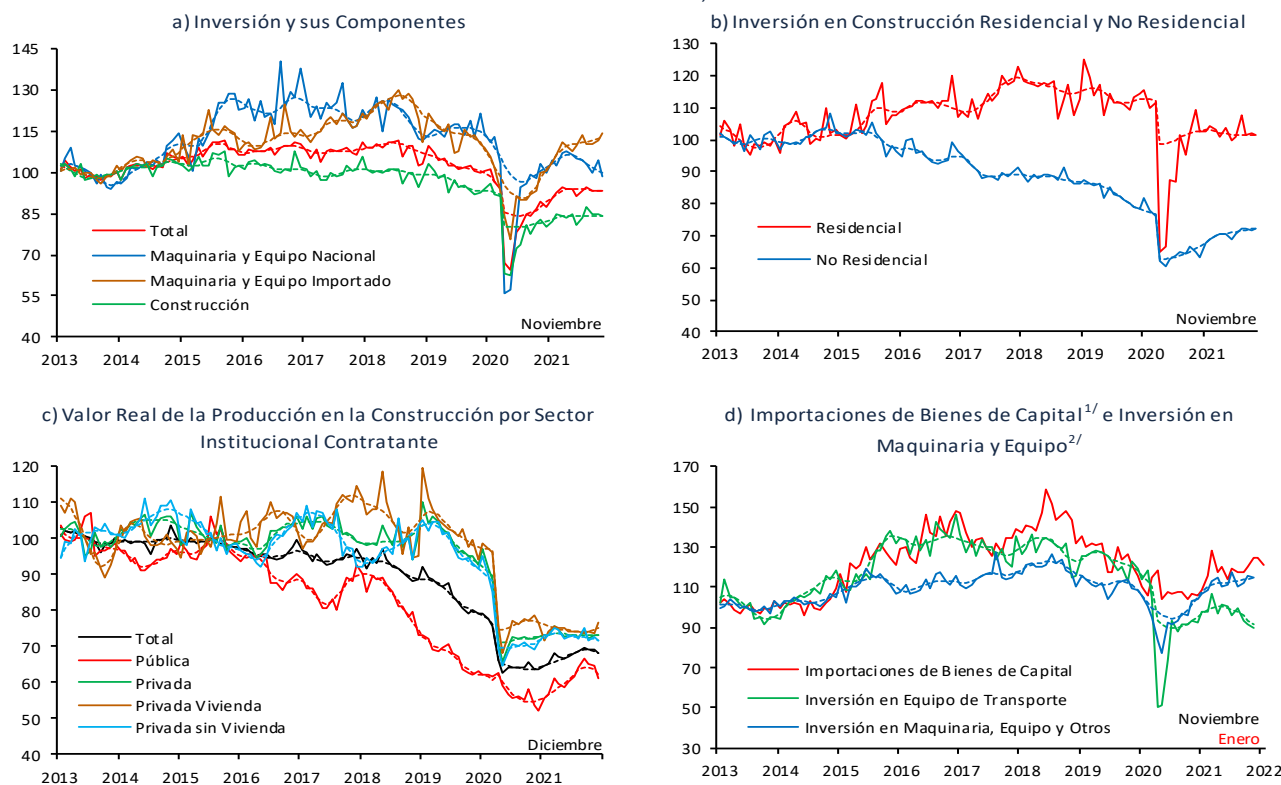 a) Inversión y sus Componentes
145
130
115
100
85
70
55
40
Total
Maquinaria y Equipo Nacional
Maquinaria y Equipo Importado
Construcción
Noviembre
2013 2014 2015 2016 2017 2018 2019 2020 2021
b) Inversión en Construcción Residencial y No Residencial
130
120
110
100
90
80
70
60
50
40
Residencial
No Residencial
Noviembre
2013 2014 2015 2016 2017 2018 2019 2020 2021
c) Valor Real de la Producción en la Construcción por Sector
Institucional Contratante
120
110
100
90
80
70
60
50
40
Total
Pública
Privada
Privada Vivienda
Privada sin Vivienda
Diciembre
2013 2014 2015 2016 2017 2018 2019 2020 2021
d) Importaciones de Bienes de Capital1/ e Inversión en
Maquinaria y Equipo2/
170
150
130
110
90
70
50
30
Importaciones de Bienes de Capital
Inversión en Equipo de Transporte
Inversión en Maquinaria, Equipo y Otros
Noviembre
Enero
2013 2014 2015 2016 2017 2018 2019 2020 2021 2022